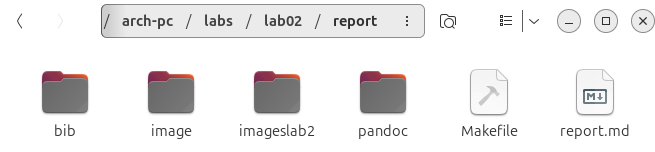 / arch-pc / labs / lab02 / report
bib image imageslab2 pandoc Makefile report.md